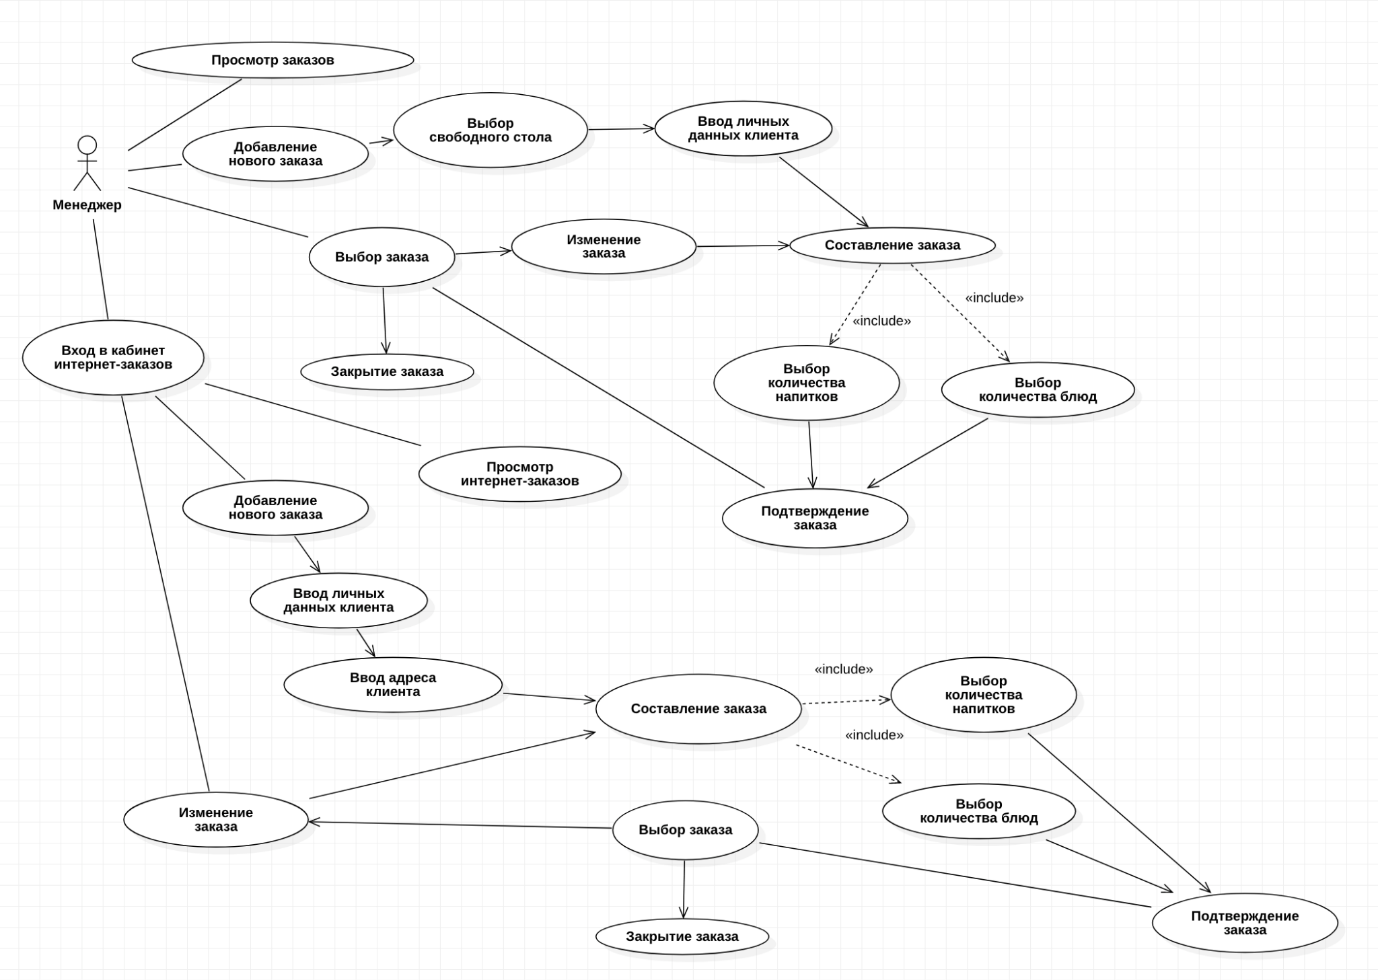 Просмотр заказов
Выбор
свободного стола
Ввод личных
данных клиента
Добавление
нового заказа
Менеджер
Выбор заказа
Изменение
заказа
Составление заказа
«include»
«include»
Вход в кабинет
интернет-заказов
Закрытие заказа
Выбор
количества
напитков
Выбор
количества блюд
Просмотр
интернет-заказов
Добавление
нового заказа
Подтверждение
заказа
Ввод личных
данных клиента
Ввод адреса
клиента
Составление заказа
«include»
Выбор
количества
напитков
«include»
Выбор
количества блюд
Изменение
заказа
Выбор заказа
Закрытие заказа
Подтверждение
заказа